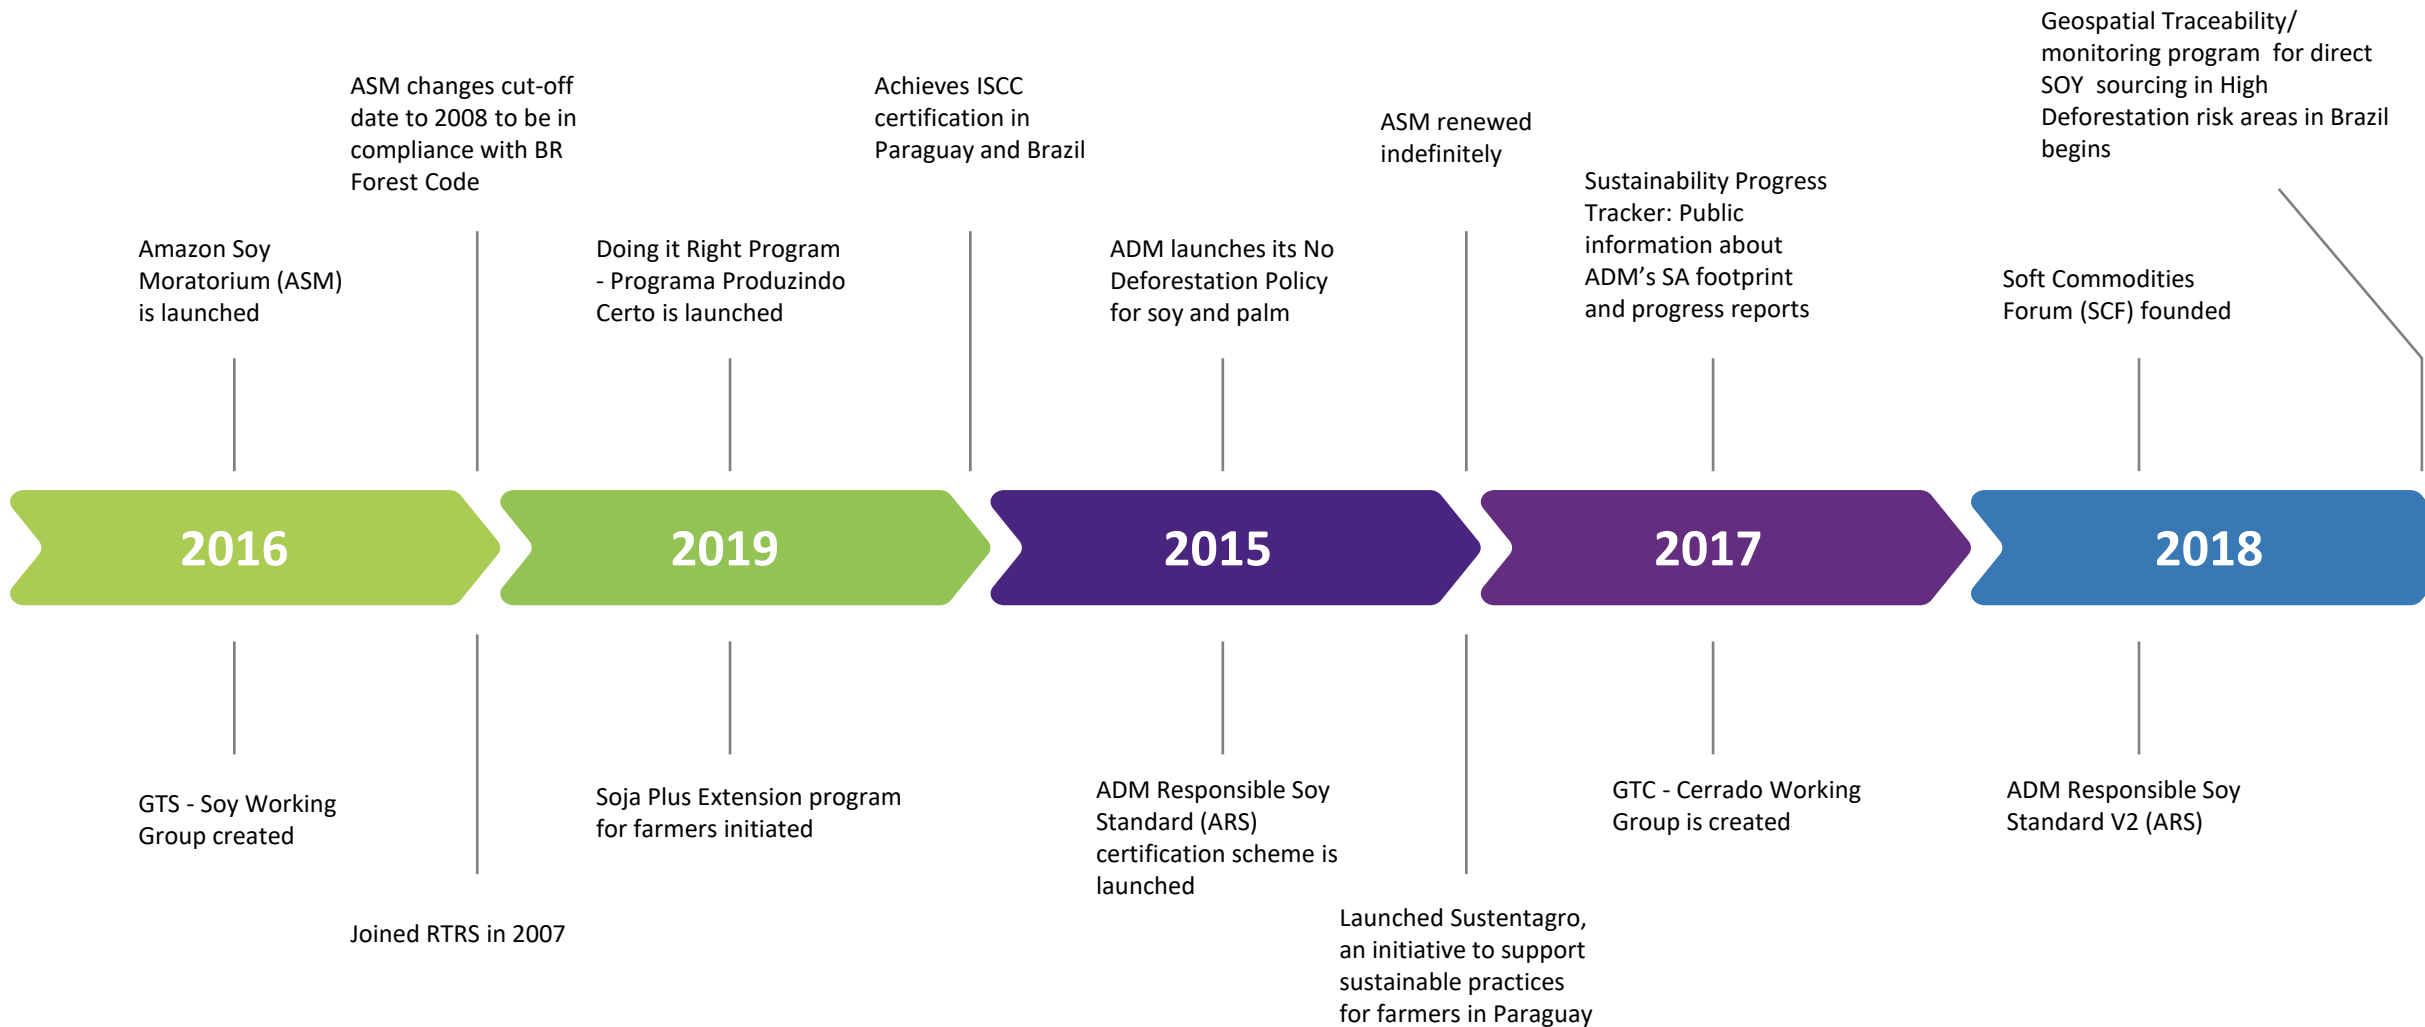 Geospatial Traceability/
monitoring program for direct
SOY sourcing in High
Deforestation risk areas in Brazil
begins
ASM changes cut-off
date to 2008 to be in
compliance with BR
Forest Code
Achieves ISCC
certification in
Paraguay and Brazil
ASM renewed
indefinitely
Sustainability Progress
Tracker: Public
information about
ADM’s SA footprint
and progress reports
Amazon Soy
Moratorium (ASM)
is launched
Doing it Right Program
- Programa Produzindo
Certo is launched
ADM launches its No
Deforestation Policy
for soy and palm
Soft Commodities
Forum (SCF) founded
2016
2019
2015
2017
2018
GTS - Soy Working
Group created
Soja Plus Extension program
for farmers initiated
ADM Responsible Soy
Standard (ARS)
certification scheme is
launched
GTC - Cerrado Working
Group is created
ADM Responsible Soy
Standard V2 (ARS)
Joined RTRS in 2007
Launched Sustentagro,
an initiative to support
sustainable practices
for farmers in Paraguay